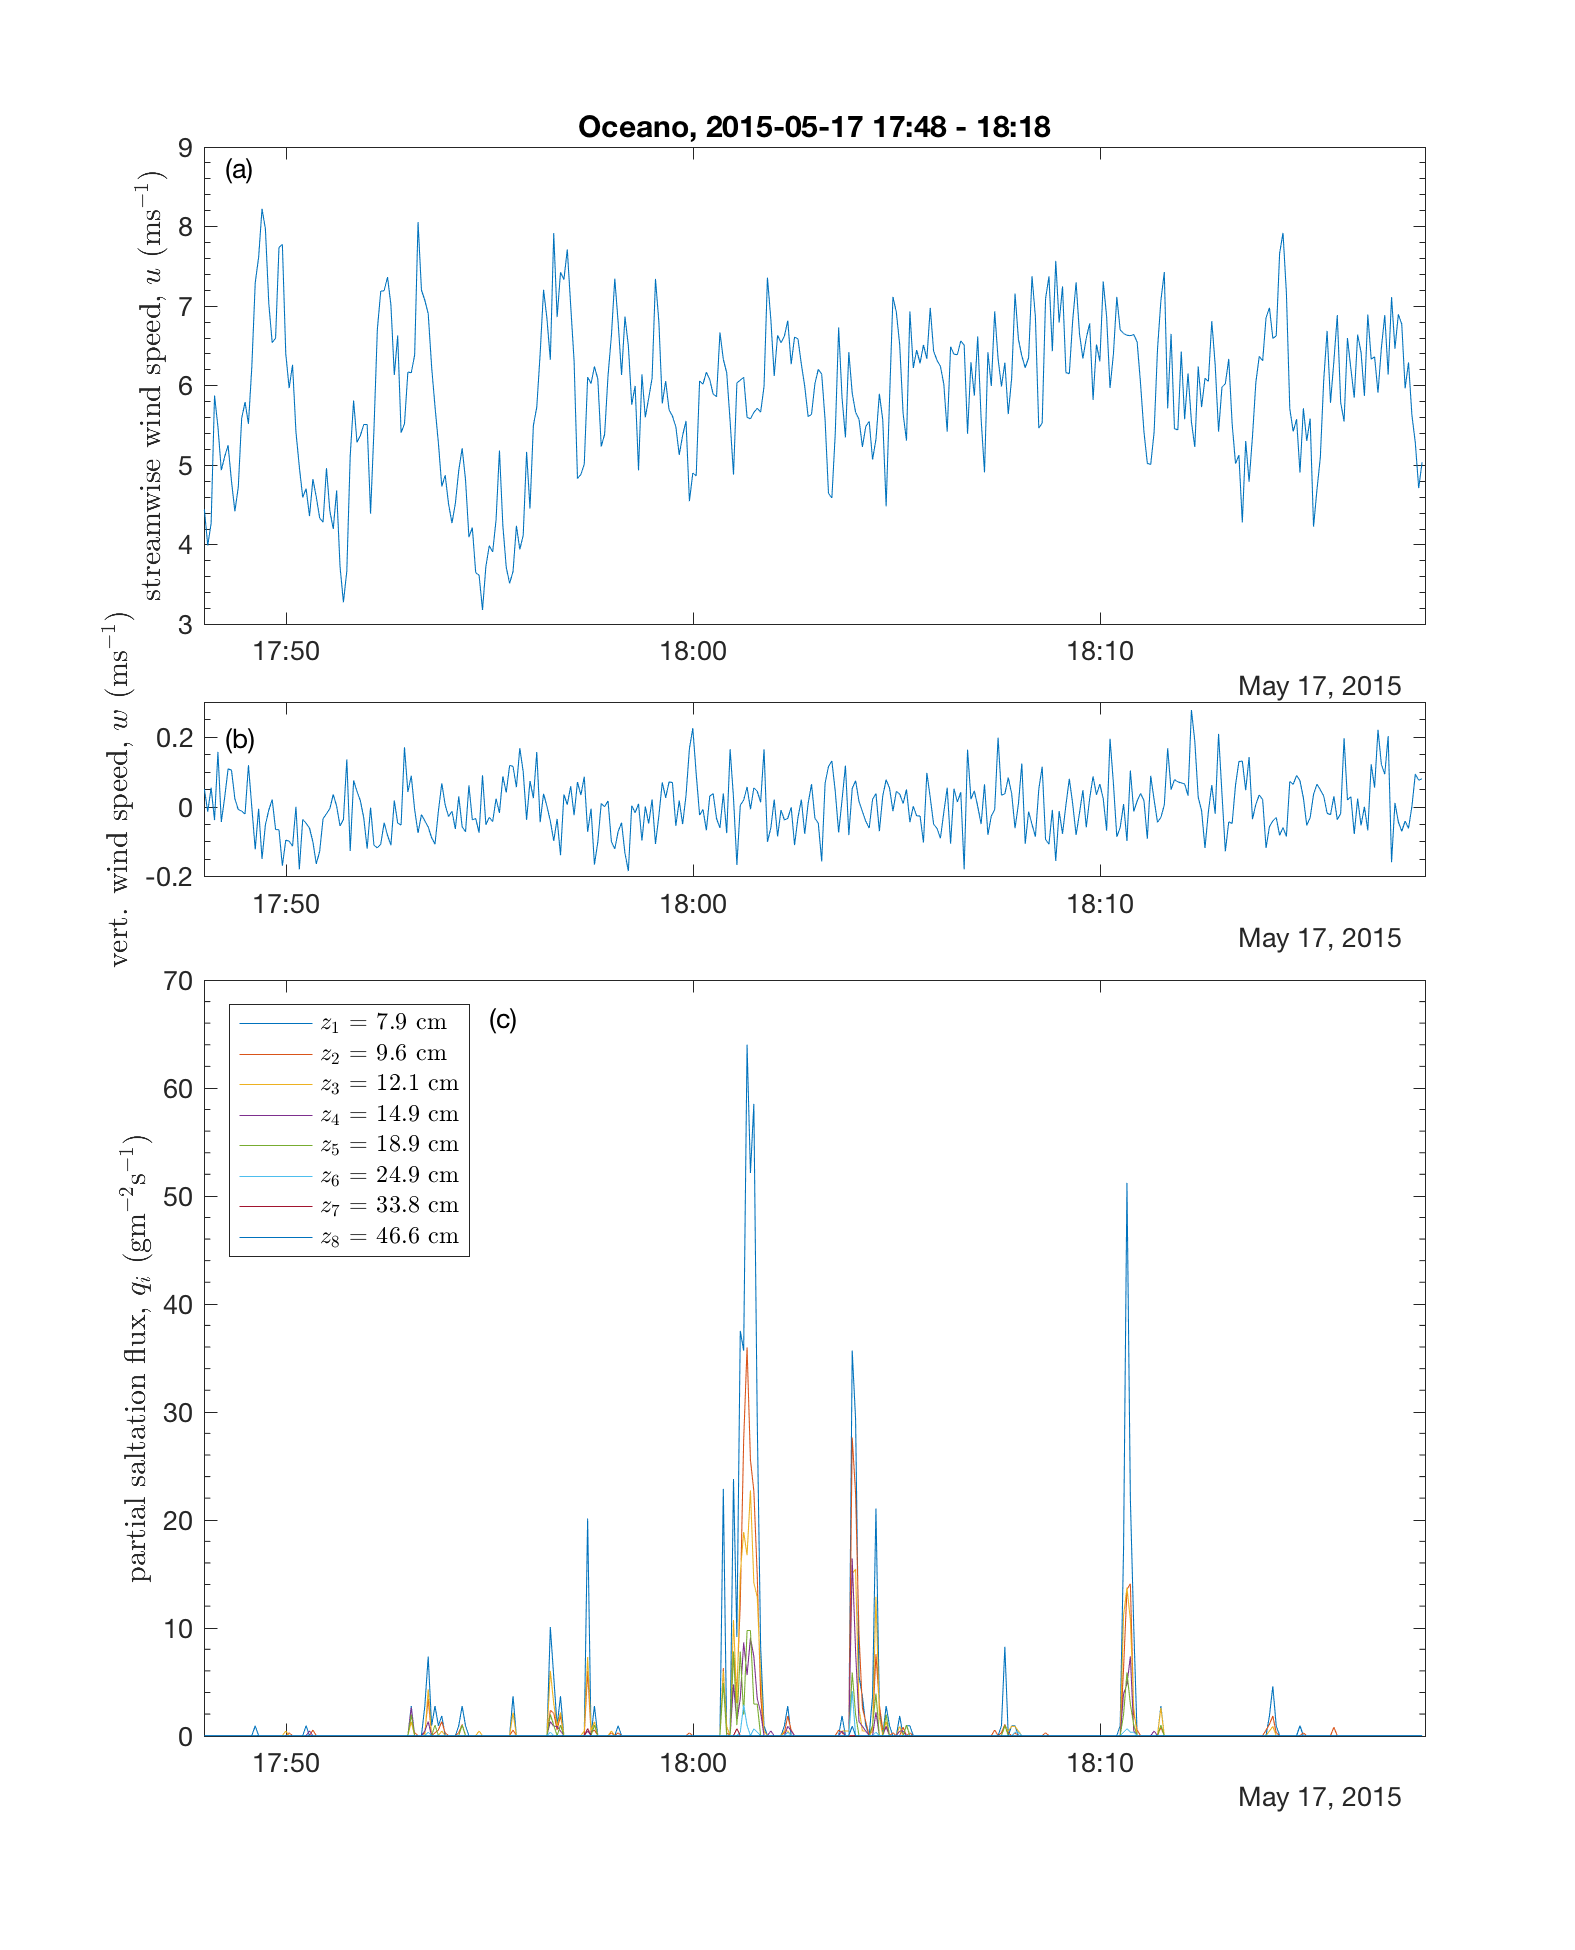 Oceano, 2015-05-17 17:48 - 18:18
(a)
streamwise wind speed, u (ms⁻¹)
9
8
7
6
5
4
3
17:50 18:00 18:10
May 17, 2015
(b)
vert. wind speed, w (ms⁻¹)
0.2
0
-0.2
17:50 18:00 18:10
May 17, 2015
(c)
partial saltation flux, qᵢ (gm⁻²s⁻¹)
70
60
50
40
30
20
10
0
z₁ = 7.9 cm
z₂ = 9.6 cm
z₃ = 12.1 cm
z₄ = 14.9 cm
z₅ = 18.9 cm
z₆ = 24.9 cm
z₇ = 33.8 cm
z₈ = 46.6 cm
17:50 18:00 18:10
May 17, 2015